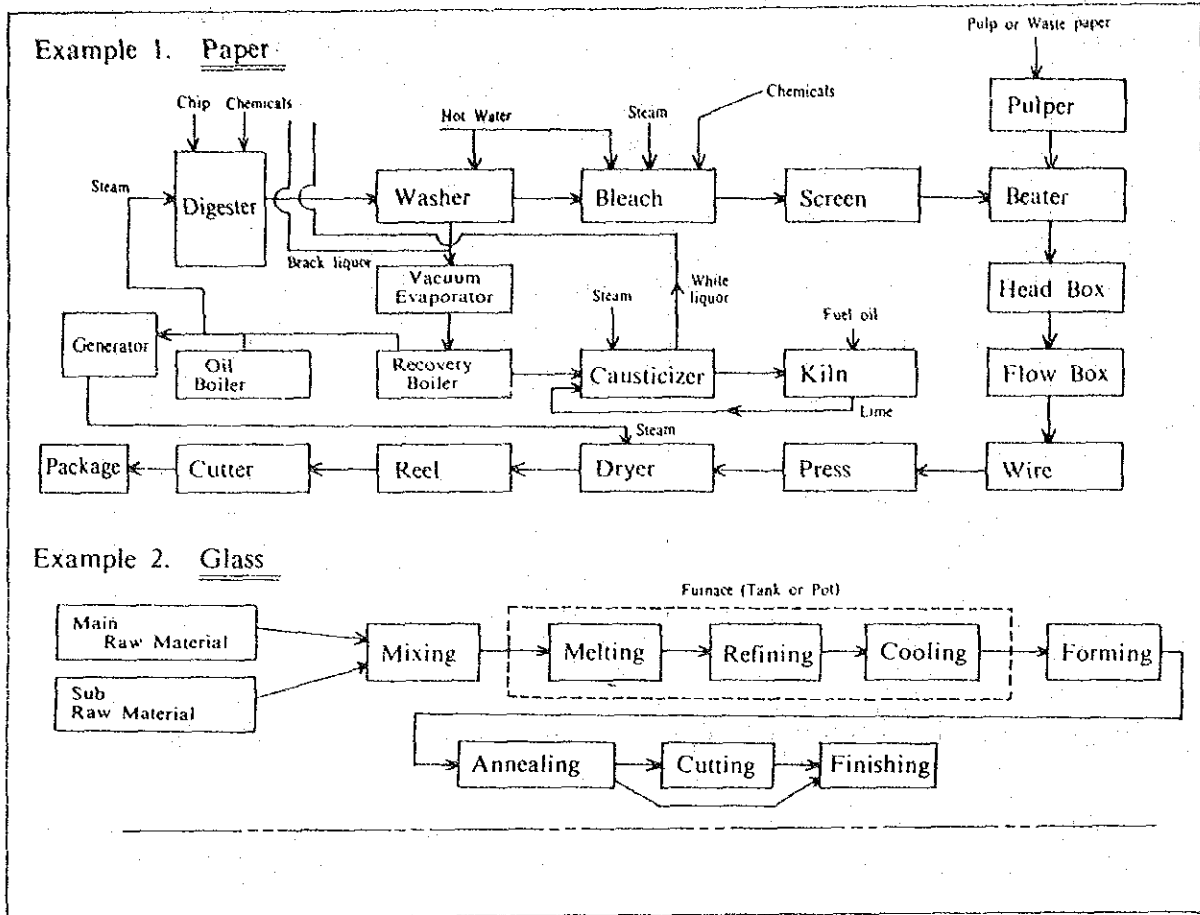 Example 1. Paper
Pulp or Waste paper
Chip
Chemicals
Hot Water
Steam
Chemicals
Pulper
Steam
Digester
Washer
Bleach
Screen
Beater
Brack liquor
Vacuum
Evaporator
Steam
White
liquor
Head Box
Fuel oil
Generator
Oil
Boiler
Recovery
Boiler
Causticizer
Kiln
Flow Box
Lime
Steam
Package
Cutter
Reel
Dryer
Press
Wire
Example 2. Glass
Furnace (Tank or Pot)
Main
Raw Material
Mixing
Melting
Refining
Cooling
Forming
Sub
Raw Material
Annealing
Cutting
Finishing